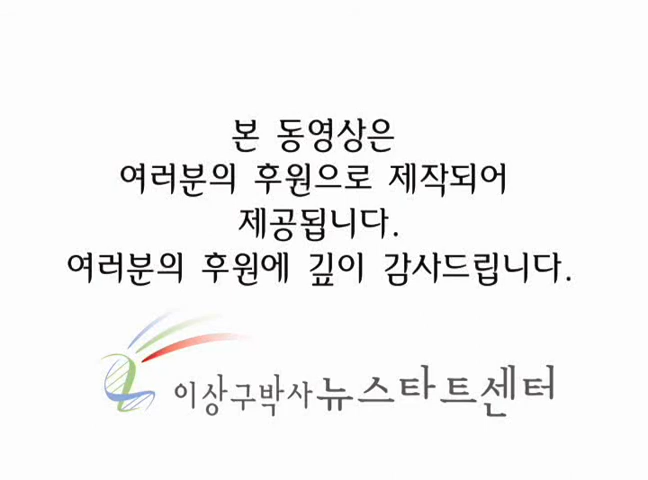 본 동영상은
여러분의 후원으로 제작되어
제공됩니다.
여러분의 후원에 깊이 감사드립니다.
이상구박사뉴스타트센터